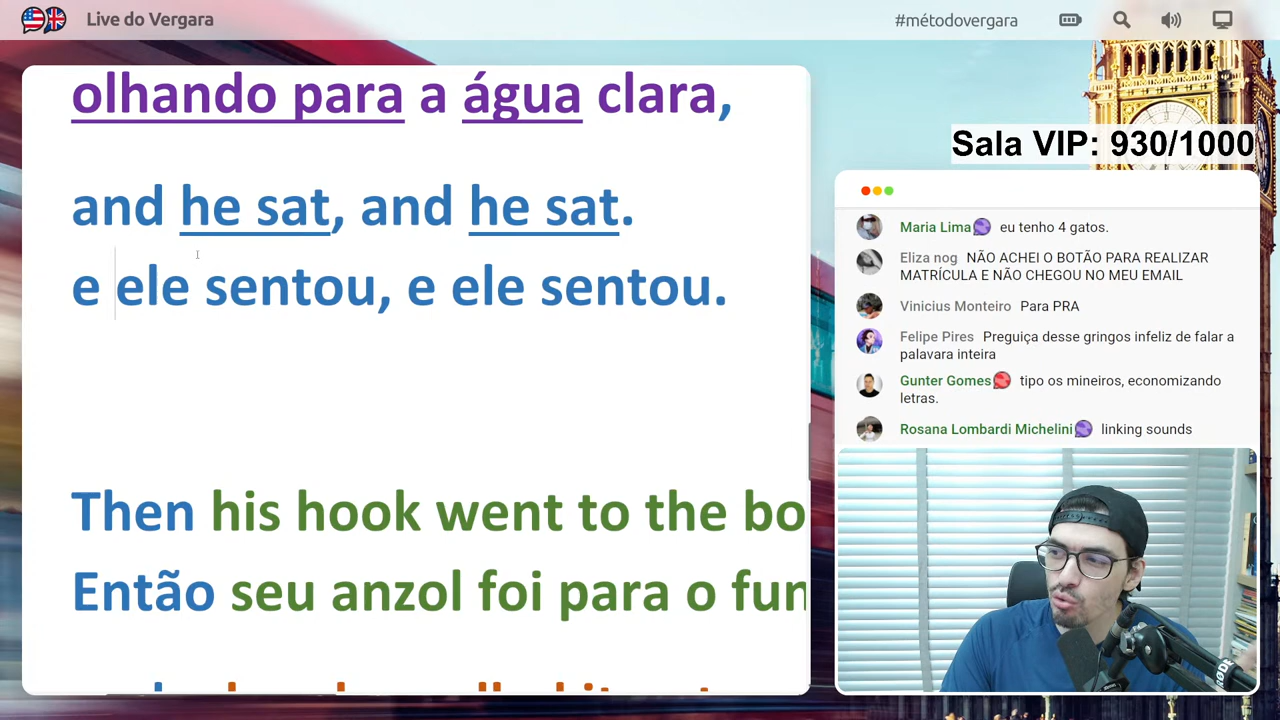 Live do Vergara
#métodovergara
olhando para a água clara,
and he sat, and he sat.
e ele sentou, e ele sentou.
Then his hook went to the bo
Então seu anzol foi para o fun
Sala VIP: 930/1000
Maria Lima eu tenho 4 gatos.
Eliza nog NÃO ACHEI O BOTÃO PARA REALIZAR
MATRÍCULA E NÃO CHEGOU NO MEU EMAIL
Vinicius Monteiro Para PRA
Felipe Pires Preguiça desse gringos infeliz de falar a
palavara inteira
Gunter Gomes tipo os mineiros, economizando
letras.
Rosana Lombardi Michelini linking sounds
RØDE